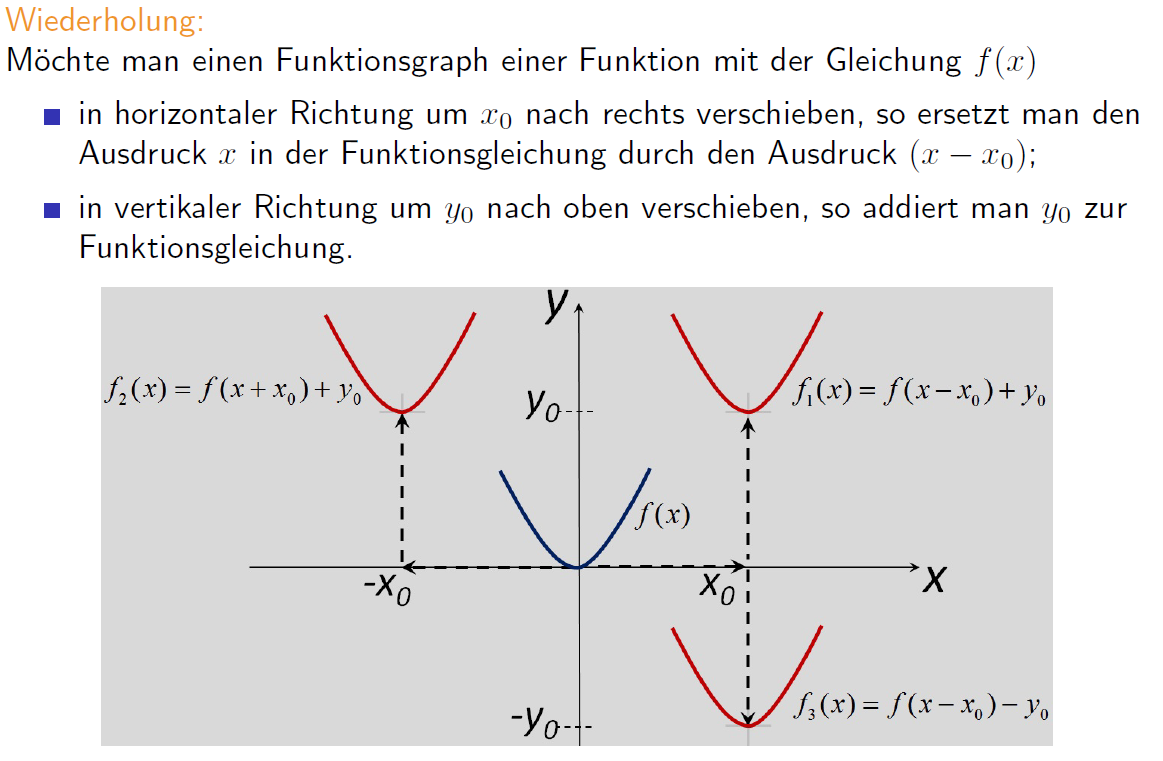 Wiederholung:
Möchte man einen Funktionsgraph einer Funktion mit der Gleichung f(x)
in horizontaler Richtung um x₀ nach rechts verschieben, so ersetzt man den
Ausdruck x in der Funktionsgleichung durch den Ausdruck (x − x₀);
in vertikaler Richtung um y₀ nach oben verschieben, so addiert man y₀ zur
Funktionsgleichung.
y
f₂(x) = f(x + x₀) + y₀
y₀
f₁(x) = f(x − x₀) + y₀
f(x)
-x₀
x₀
x
f₃(x) = f(x − x₀) − y₀
-y₀